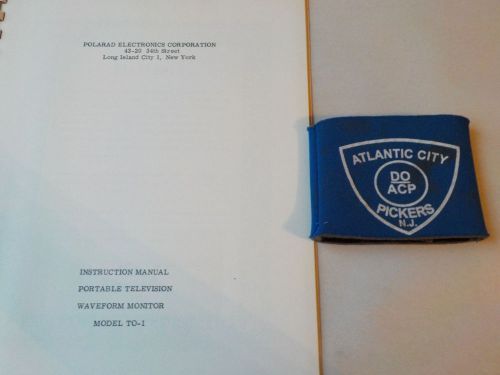 POLARAD ELECTRONICS CORPORATION
43-20 34th Street
Long Island City 1, New York
INSTRUCTION MANUAL
PORTABLE TELEVISION
WAVEFORM MONITOR
MODEL TO-1
ATLANTIC CITY
DO
ACP
PICKERS
N.J.